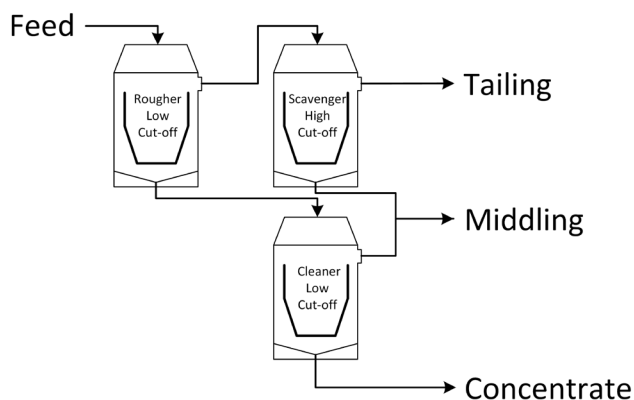 Feed
Rougher
Low
Cut-off
Scavenger
High
Cut-off
Tailing
Middling
Cleaner
Low
Cut-off
Concentrate